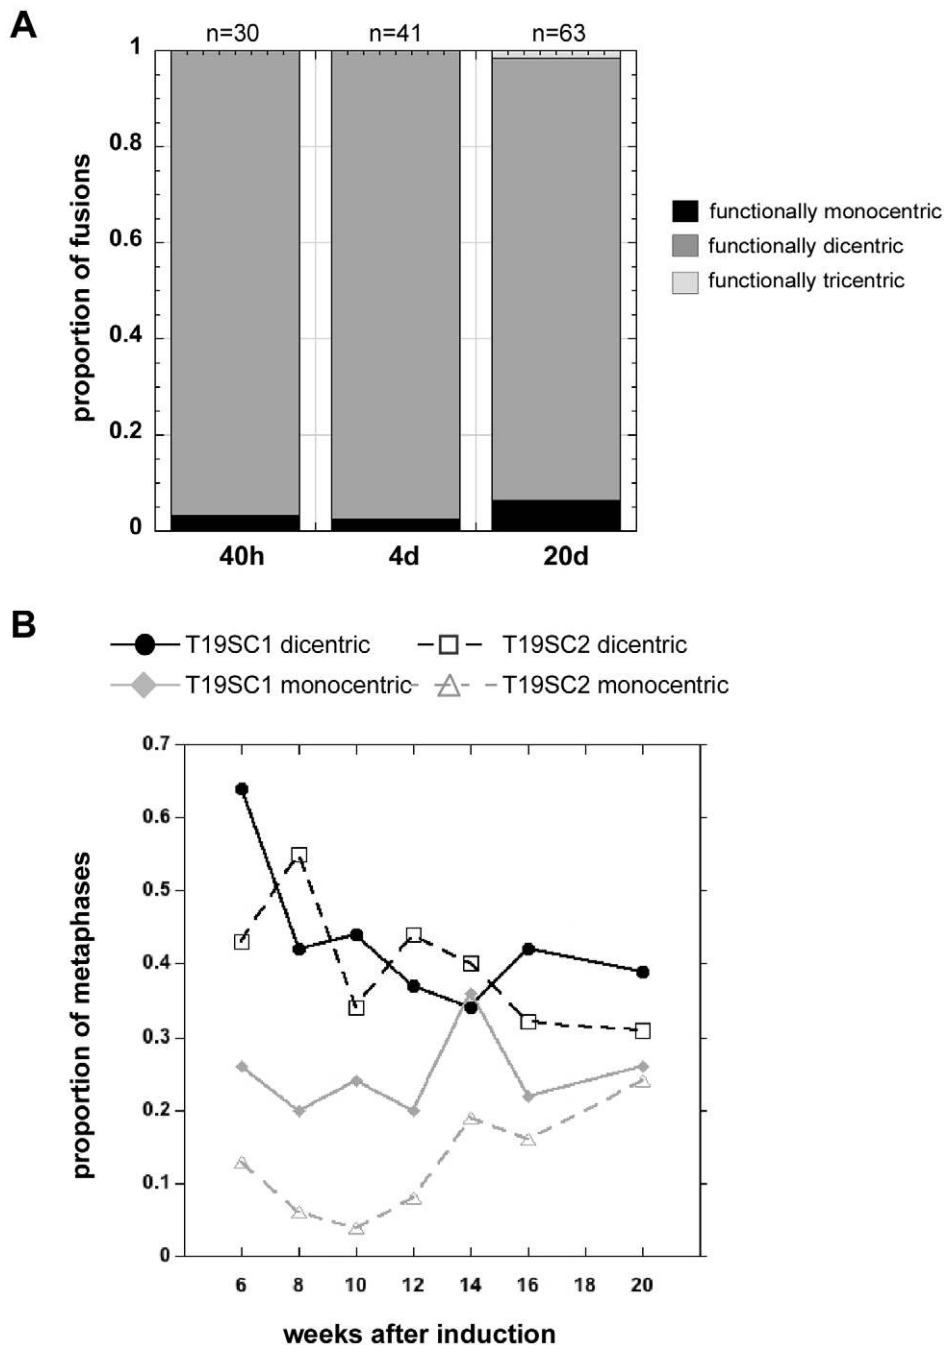 A
n=30 n=41 n=63
1
0.8
0.6
0.4
0.2
0
proportion of fusions
40h 4d 20d
functionally monocentric
functionally dicentric
functionally tricentric
B
T19SC1 dicentric T19SC2 dicentric
T19SC1 monocentric T19SC2 monocentric
0.7
0.6
0.5
0.4
0.3
0.2
0.1
0
proportion of metaphases
6 8 10 12 14 16 18 20
weeks after induction